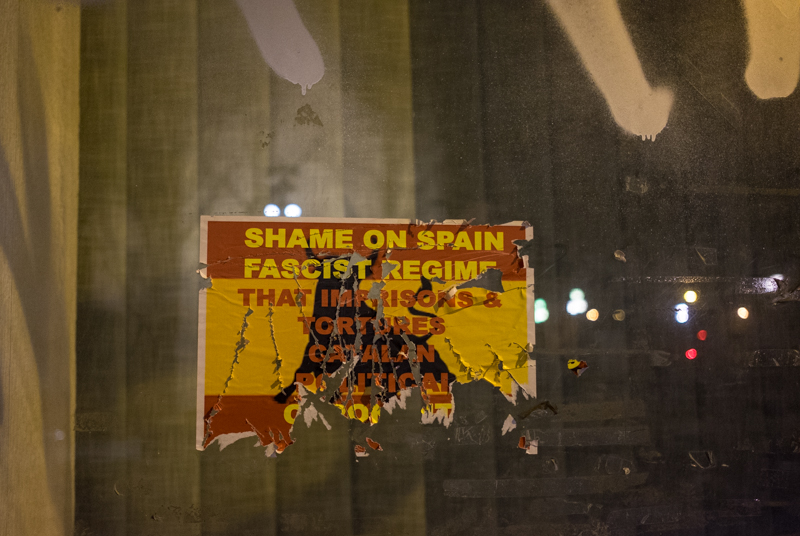 SHAME ON SPAIN
FASCIST REGIME
THAT IMPRISONS &
TORTURES
CATALAN
POLITICAL